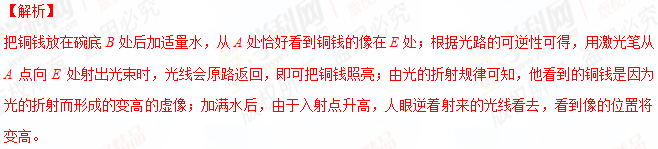 【解析】
把铜钱放在碗底 B 处后加适量水，从 A 处恰好看到铜钱的像在 E 处；根据光路的可逆性可得，用激光笔从
A 点向 E 处射出光束时，光线会原路返回，即可把铜钱照亮；由光的折射规律可知，他看到的铜钱是因为
光的折射而形成的变高的虚像；加满水后，由于入射点升高，人眼逆着射来的光线看去，看到像的位置将
变高。